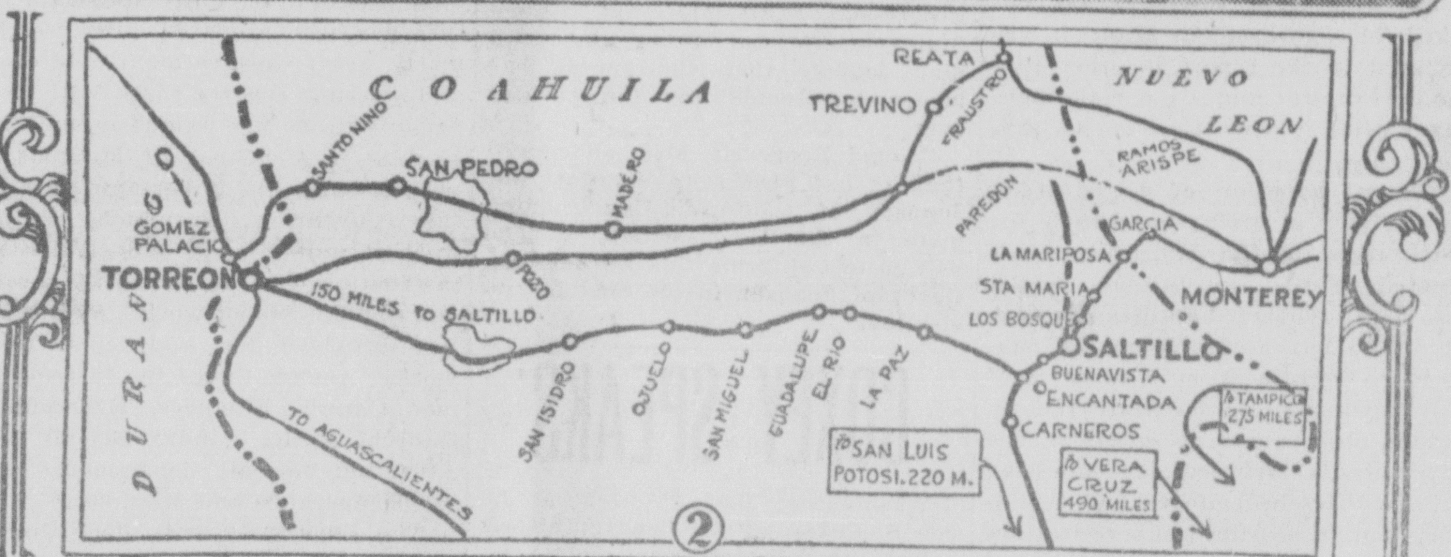 COAHUILA
NUEVO
LEON
DURANGO
REATA
TREVINO
FRAUSTRO
RAMOS
ARISPE
SANTO NINO
SAN PEDRO
MADERO
PAREDON
GARCIA
GOMEZ
PALACIO
TORREON
POZO
LA MARIPOSA
MONTEREY
150 MILES TO SALTILLO
STA MARIA
LOS BOSQUE
SALTILLO
SAN ISIDRO
OJUELO
SAN MIGUEL
GUADALUPE
EL RIO
LA PAZ
BUENAVISTA
ENCANTADA
CARNEROS
TO AGUASCALIENTES
TO SAN LUIS
POTOSI. 220 M.
TO TAMPICO
275 MILES
TO VERA
CRUZ
490 MILES
2